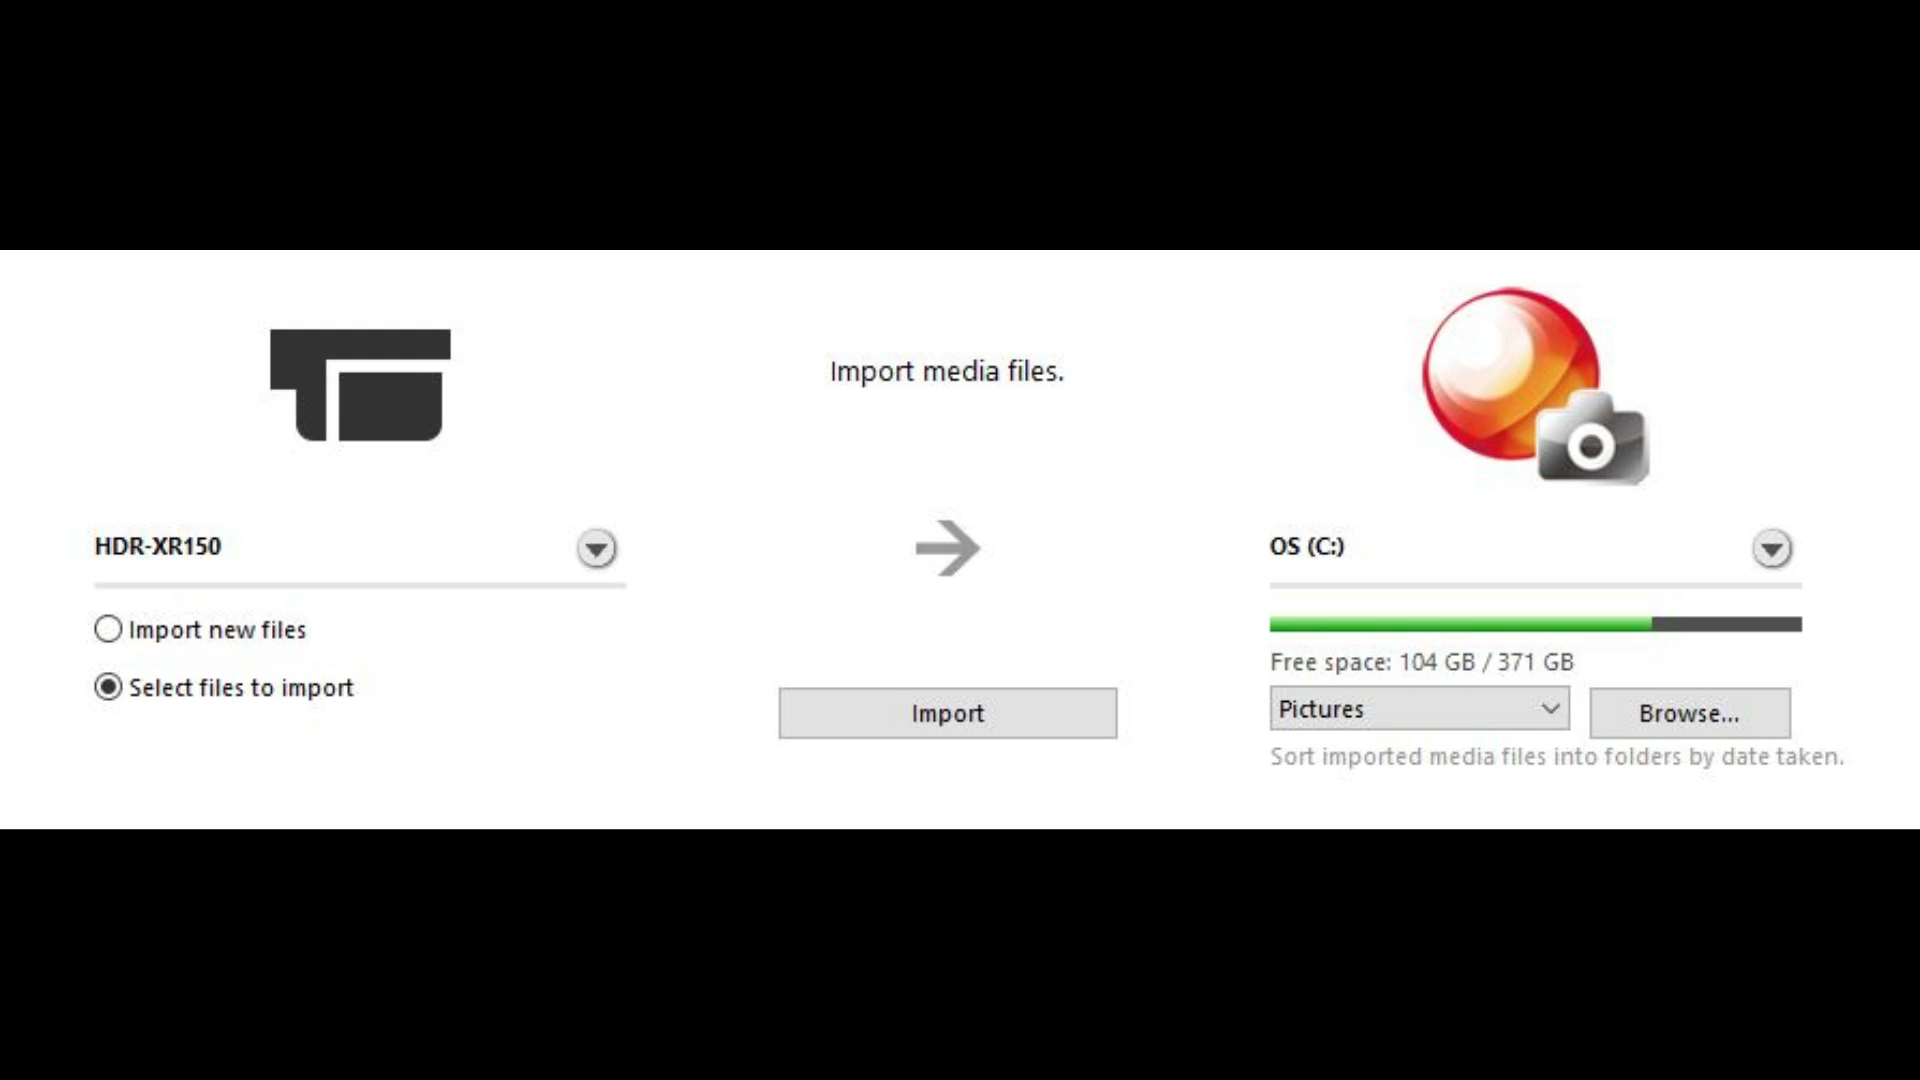 Import media files.
HDR-XR150
Import new files
Select files to import
Import
OS (C:)
Free space: 104 GB / 371 GB
Pictures
Browse...
Sort imported media files into folders by date taken.